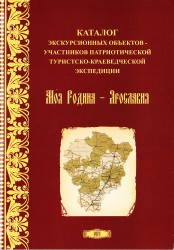 КАТАЛОГ
ЭКСКУРСИОННЫХ ОБЪЕКТОВ -
УЧАСТНИКОВ ПАТРИОТИЧЕСКОЙ
ТУРИСТСКО-КРАЕВЕДЧЕСКОЙ
ЭКСПЕДИЦИИ
Моя Родина - Ярославия